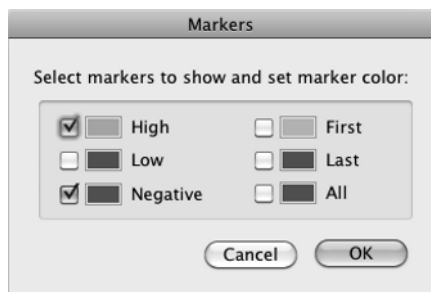 Markers
Select markers to show and set marker color:
High First
Low Last
Negative All
Cancel OK